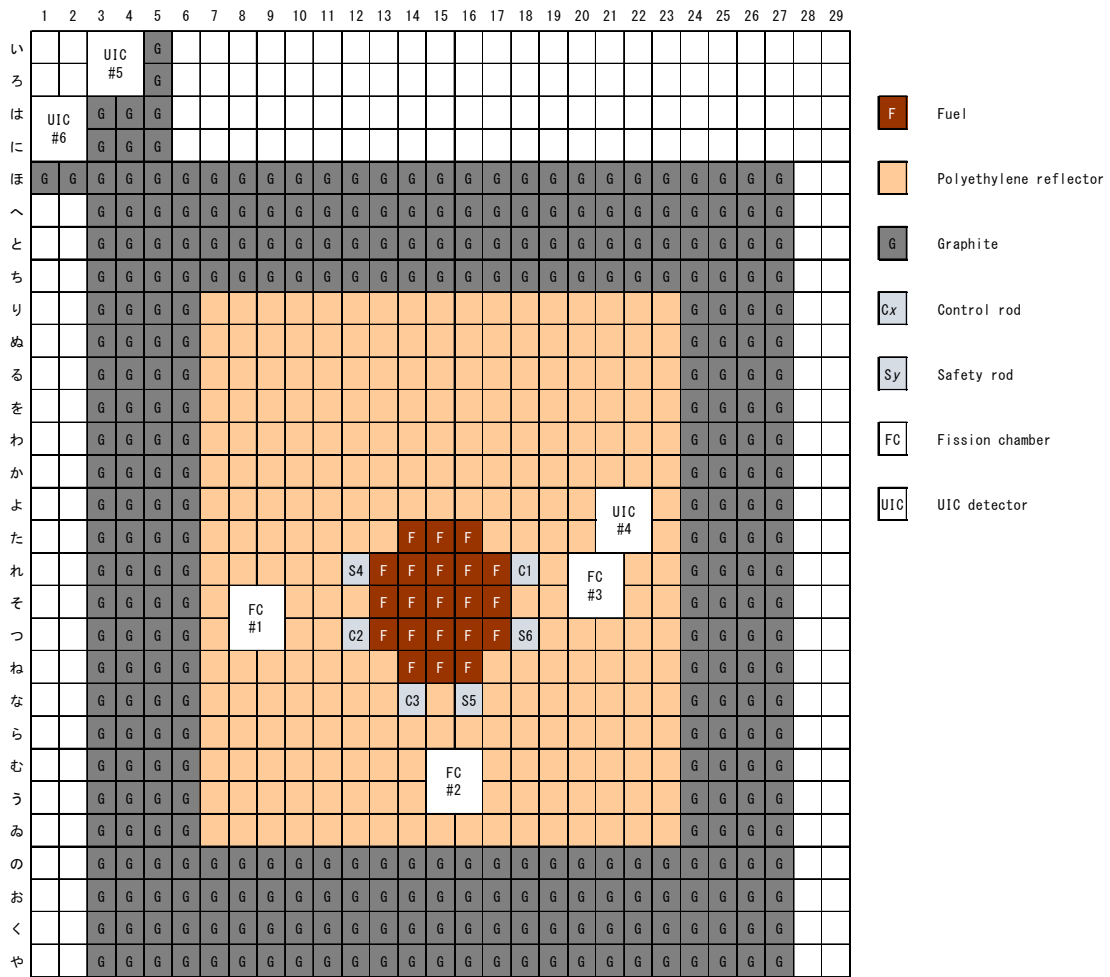 1 2 3 4 5 6 7 8 9 10 11 12 13 14 15 16 17 18 19 20 21 22 23 24 25 26 27 28 29
い UIC G
ろ #5 G
は UIC G G G
に #6 G G G
ほ G G G G G G G G G G G G G G G G G G G G G G G G G G G
へ G G G G G G G G G G G G G G G G G G G G G G G G G
と G G G G G G G G G G G G G G G G G G G G G G G G G
ち G G G G G G G G G G G G G G G G G G G G G G G G G
り G G G G G G G G
ぬ G G G G G G G G
る G G G G G G G G
を G G G G G G G G
わ G G G G G G G G
か G G G G G G G G
よ G G G G UIC G G G G
た G G G G F F F #4 G G G G
れ G G G G S4 F F F F F C1 FC G G G G
そ G G G G FC F F F F F #3 G G G G
つ G G G G #1 C2 F F F F F S6 G G G G
ね G G G G F F F G G G G
な G G G G C3 S5 G G G G
ら G G G G G G G G
む G G G G FC G G G G
う G G G G #2 G G G G
ゐ G G G G G G G G
の G G G G G G G G G G G G G G G G G G G G G G G G G
お G G G G G G G G G G G G G G G G G G G G G G G G G
く G G G G G G G G G G G G G G G G G G G G G G G G G
や G G G G G G G G G G G G G G G G G G G G G G G G G
F Fuel
Polyethylene reflector
G Graphite
Cx Control rod
Sy Safety rod
FC Fission chamber
UIC UIC detector